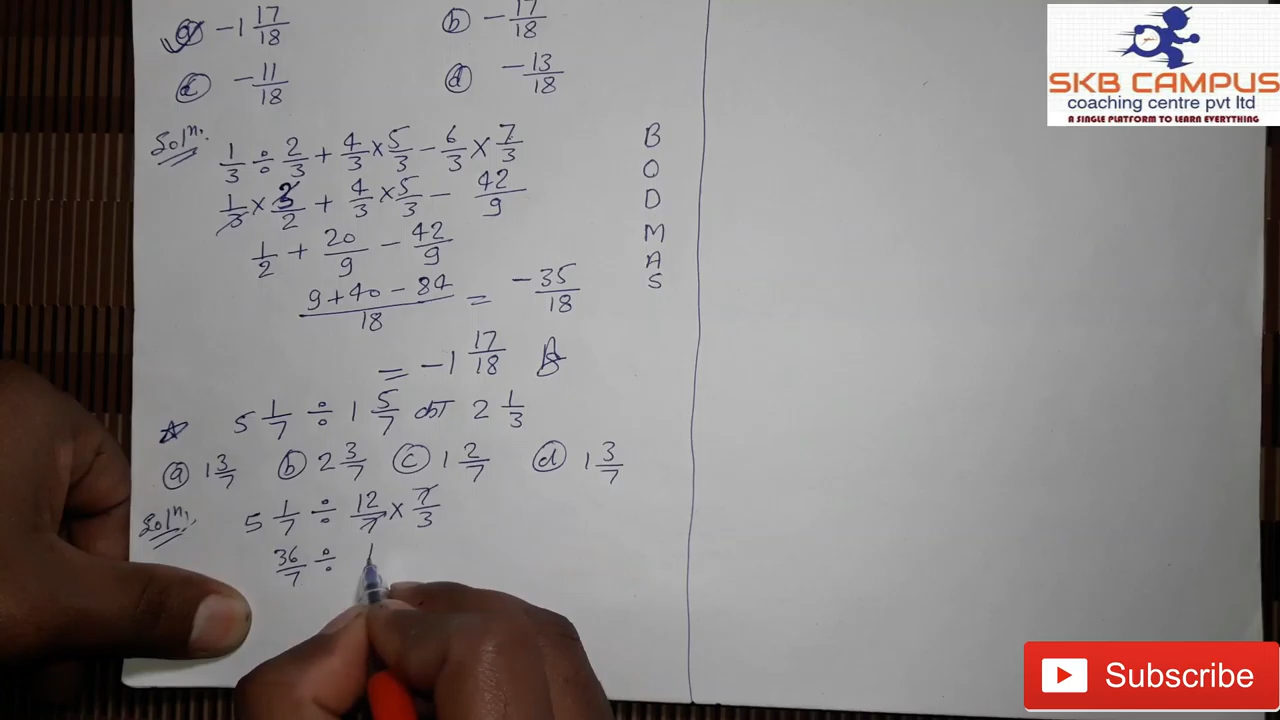 ⓐ -1 17/18 ⓑ -17/18
ⓒ -11/18 ⓓ -13/18
Solⁿ:
1/3 ÷ 2/3 + 4/3 × 5/3 - 6/3 × 7/3
1/3 × 3/2 + 4/3 × 5/3 - 42/9
1/2 + 20/9 - 42/9
9+40-84/18 = -35/18
= -1 17/18
B
O
D
M
A
S
5 1/7 ÷ 1 5/7 of 2 1/3
ⓐ 1 3/7 ⓑ 2 3/7 ⓒ 1 2/7 ⓓ 1 3/7
Solⁿ:
5 1/7 ÷ 12/7 × 7/3
36/7 ÷
SKB CAMPUS
coaching centre pvt ltd
A SINGLE PLATFORM TO LEARN EVERYTHING
Subscribe